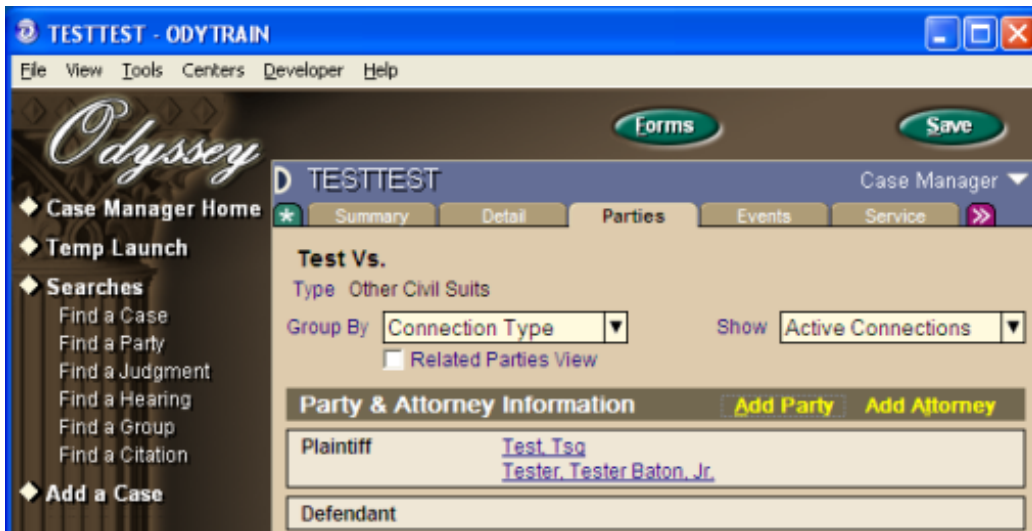 TESTTEST - ODYTRAIN
File View Tools Centers Developer Help
Odyssey
Forms
Save
TESTTEST
Case Manager
Summary Detail Parties Events Service
Case Manager Home
Temp Launch
Searches
Find a Case
Find a Party
Find a Judgment
Find a Hearing
Find a Group
Find a Citation
Add a Case
Test Vs.
Type Other Civil Suits
Group By Connection Type Show Active Connections
Related Parties View
Party & Attorney Information Add Party Add Attorney
Plaintiff Test, Tsq
Tester, Tester Baton, Jr.
Defendant